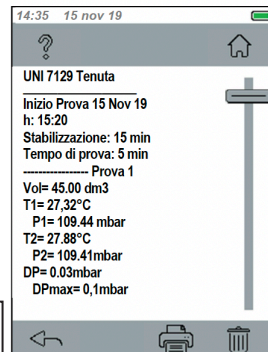 14:35 15 nov 19
UNI 7129 Tenuta
Inizio Prova 15 Nov 19
h: 15:20
Stabilizzazione: 15 min
Tempo di prova: 5 min
----------------- Prova 1
Vol= 45.00 dm3
T1= 27,32°C
P1= 109.44 mbar
T2= 27.88°C
P2= 109.41mbar
DP= 0.03mbar
DPmax= 0,1mbar